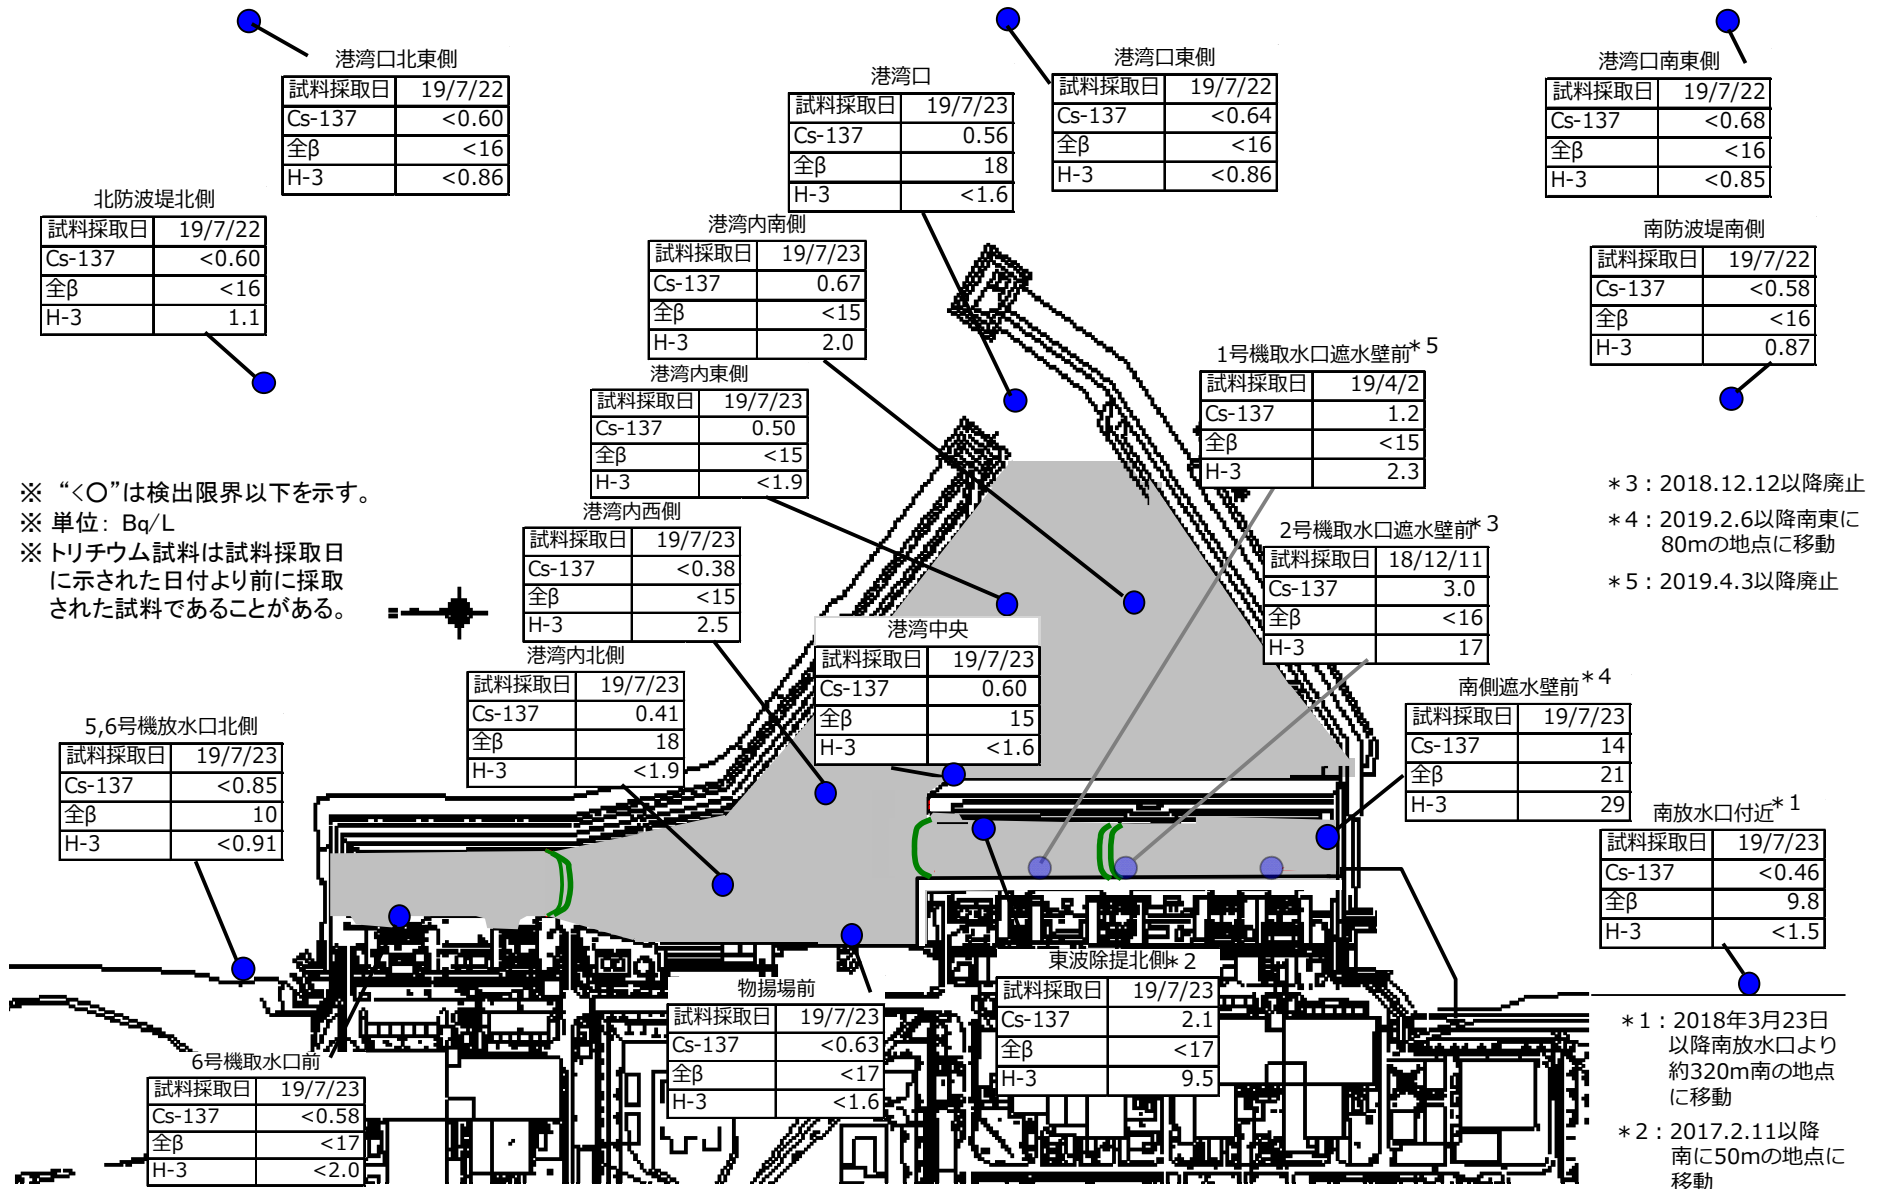 港湾口北東側
試料採取日 19/7/22
Cs-137 <0.60
全β <16
H-3 <0.86
港湾口
試料採取日 19/7/23
Cs-137 0.56
全β 18
H-3 <1.6
港湾口東側
試料採取日 19/7/22
Cs-137 <0.64
全β <16
H-3 <0.86
港湾口南東側
試料採取日 19/7/22
Cs-137 <0.68
全β <16
H-3 <0.85
北防波堤北側
試料採取日 19/7/22
Cs-137 <0.60
全β <16
H-3 1.1
港湾内南側
試料採取日 19/7/23
Cs-137 0.67
全β <15
H-3 2.0
南防波堤南側
試料採取日 19/7/22
Cs-137 <0.58
全β <16
H-3 0.87
港湾内東側
試料採取日 19/7/23
Cs-137 0.50
全β <15
H-3 <1.9
1号機取水口遮水壁前*5
試料採取日 19/4/2
Cs-137 1.2
全β <15
H-3 2.3
※ “<〇”は検出限界以下を示す。
※ 単位: Bq/L
※ トリチウム試料は試料採取日
に示された日付より前に採取
された試料であることがある。
港湾内西側
試料採取日 19/7/23
Cs-137 <0.38
全β <15
H-3 2.5
2号機取水口遮水壁前*3
試料採取日 18/12/11
Cs-137 3.0
全β <16
H-3 17
*3:2018.12.12以降廃止
*4:2019.2.6以降南東に
80mの地点に移動
*5:2019.4.3以降廃止
港湾中央
試料採取日 19/7/23
Cs-137 0.60
全β 15
H-3 <1.6
港湾内北側
試料採取日 19/7/23
Cs-137 0.41
全β 18
H-3 <1.9
南側遮水壁前*4
試料採取日 19/7/23
Cs-137 14
全β 21
H-3 29
5,6号機放水口北側
試料採取日 19/7/23
Cs-137 <0.85
全β 10
H-3 <0.91
南放水口付近*1
試料採取日 19/7/23
Cs-137 <0.46
全β 9.8
H-3 <1.5
東波除堤北側*2
試料採取日 19/7/23
Cs-137 2.1
全β <17
H-3 9.5
物揚場前
試料採取日 19/7/23
Cs-137 <0.63
全β <17
H-3 <1.6
6号機取水口前
試料採取日 19/7/23
Cs-137 <0.58
全β <17
H-3 <2.0
*1:2018年3月23日
以降南放水口より
約320m南の地点
に移動
*2:2017.2.11以降
南に50mの地点に
移動